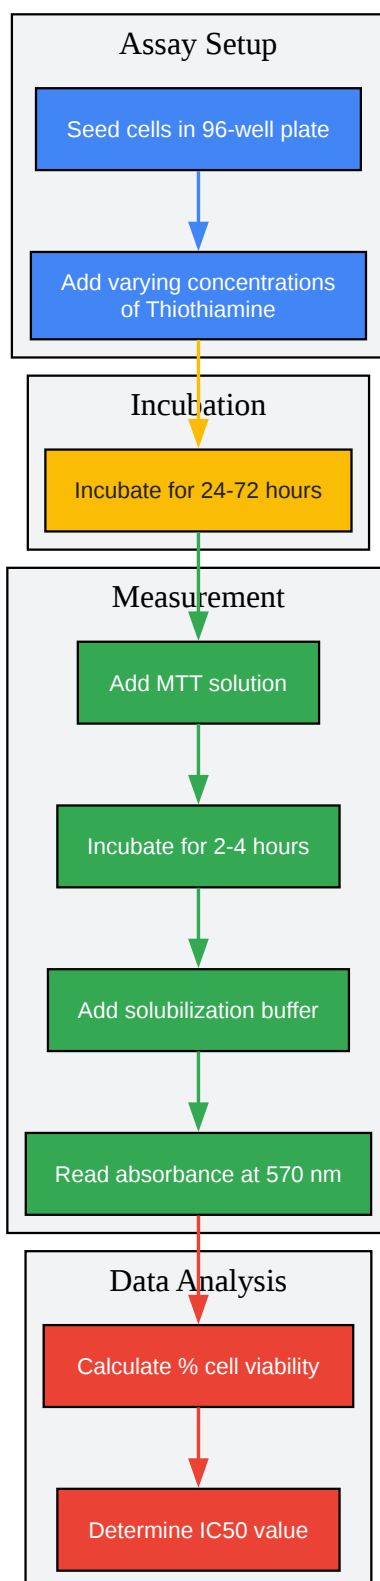 Assay Setup
Seed cells in 96-well plate
Add varying concentrations
of Thiothiamine
Incubation
Incubate for 24-72 hours
Measurement
Add MTT solution
Incubate for 2-4 hours
Add solubilization buffer
Read absorbance at 570 nm
Data Analysis
Calculate % cell viability
Determine IC50 value